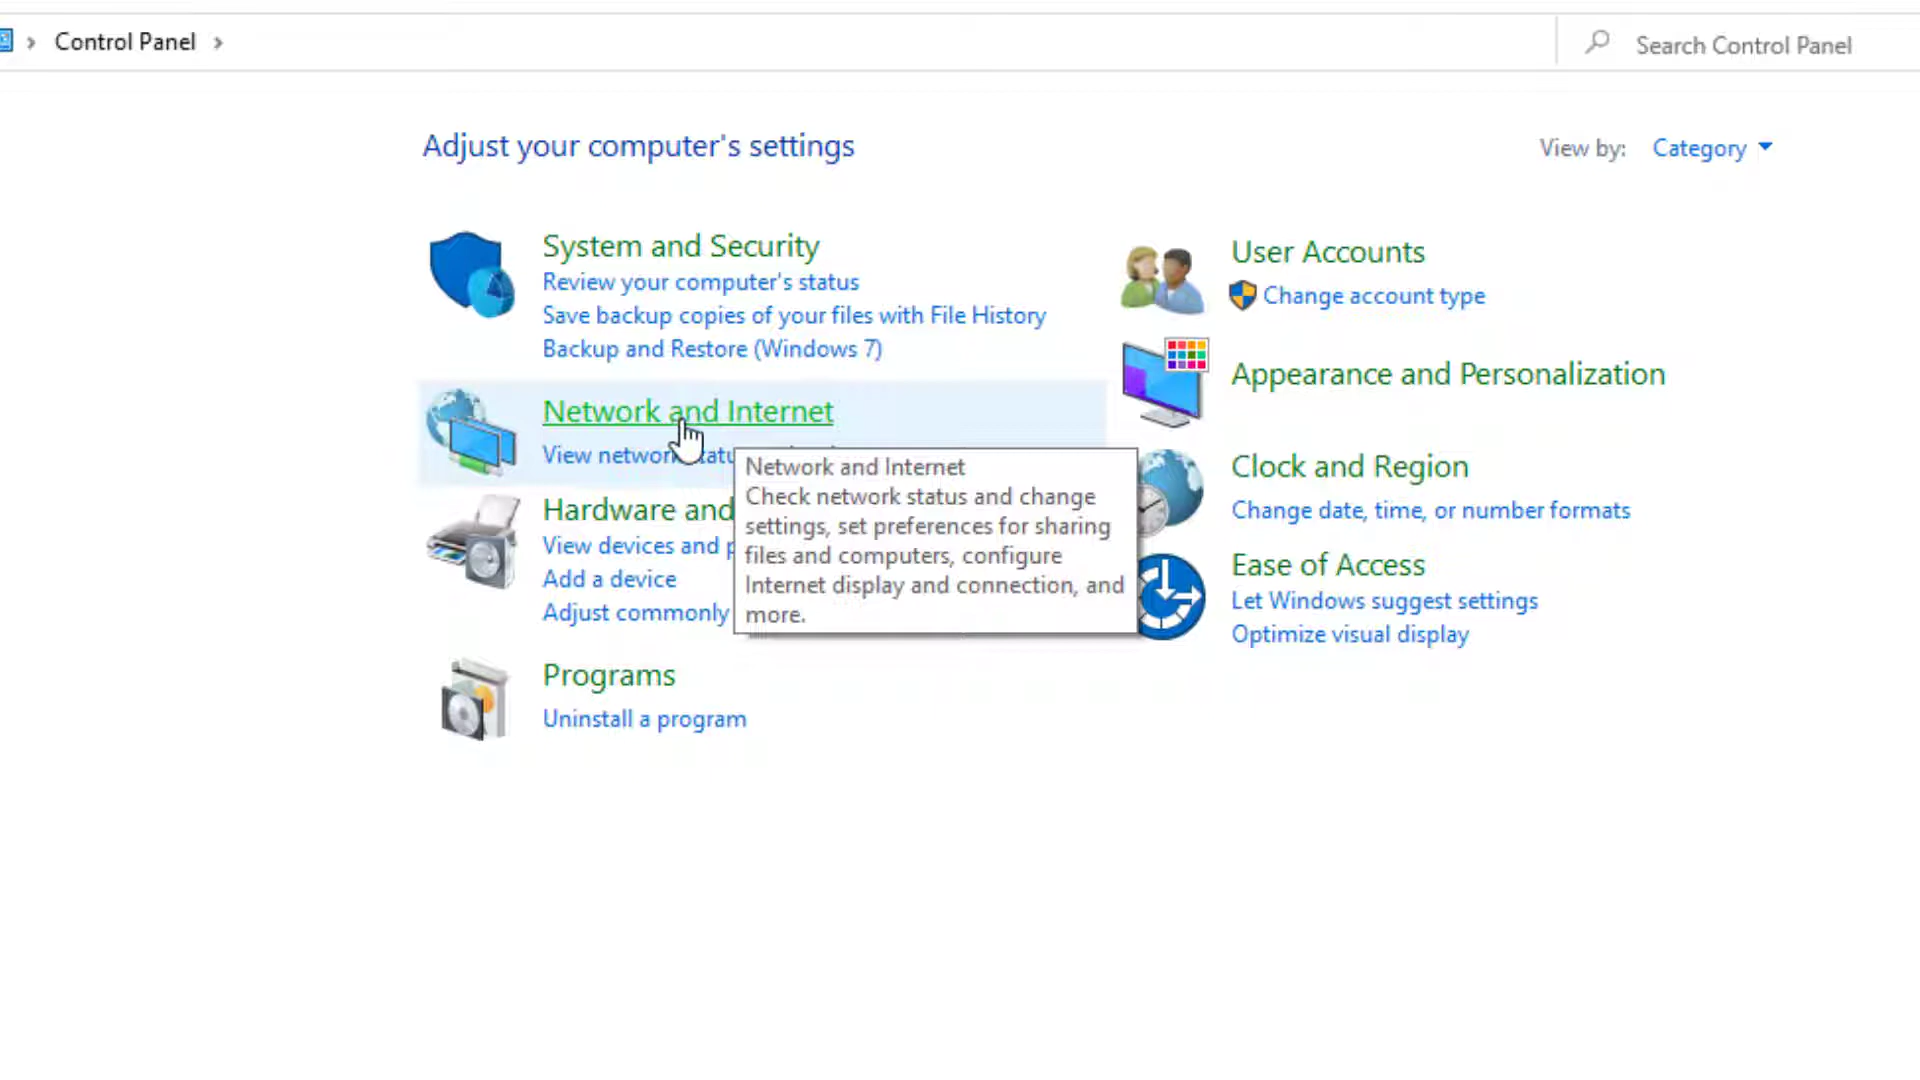 Control Panel
Search Control Panel
Adjust your computer's settings
View by: Category
System and Security
Review your computer's status
Save backup copies of your files with File History
Backup and Restore (Windows 7)
Network and Internet
View network
Network and Internet
Check network status and change
settings, set preferences for sharing
files and computers, configure
Internet display and connection, and
more.
Hardware and
View devices and
Add a device
Adjust commonly
Programs
Uninstall a program
User Accounts
Change account type
Appearance and Personalization
Clock and Region
Change date, time, or number formats
Ease of Access
Let Windows suggest settings
Optimize visual display